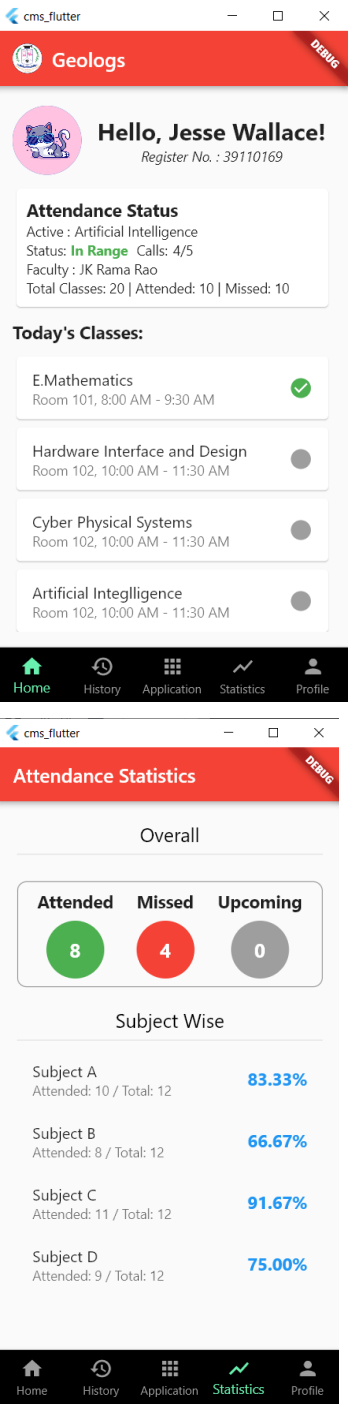 cms_flutter
DEBUG
Geologs
Hello, Jesse Wallace!
Register No. : 39110169
Attendance Status
Active : Artificial Intelligence
Status: In Range Calls: 4/5
Faculty : JK Rama Rao
Total Classes: 20 | Attended: 10 | Missed: 10
Today's Classes:
E.Mathematics
Room 101, 8:00 AM - 9:30 AM
Hardware Interface and Design
Room 102, 10:00 AM - 11:30 AM
Cyber Physical Systems
Room 102, 10:00 AM - 11:30 AM
Artificial Integlligence
Room 102, 10:00 AM - 11:30 AM
Home History Application Statistics Profile
cms_flutter
DEBUG
Attendance Statistics
Overall
Attended Missed Upcoming
8 4 0
Subject Wise
Subject A
83.33%
Attended: 10 / Total: 12
Subject B
66.67%
Attended: 8 / Total: 12
Subject C
91.67%
Attended: 11 / Total: 12
Subject D
75.00%
Attended: 9 / Total: 12
Home History Application Statistics Profile